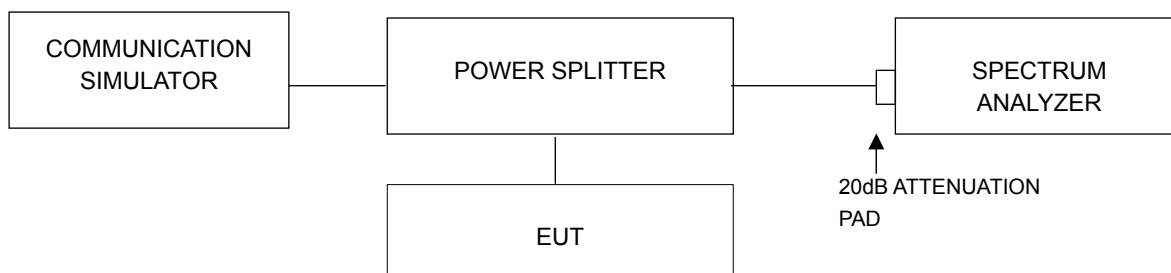 COMMUNICATION
SIMULATOR
POWER SPLITTER
SPECTRUM
ANALYZER
20dB ATTENUATION
PAD
EUT